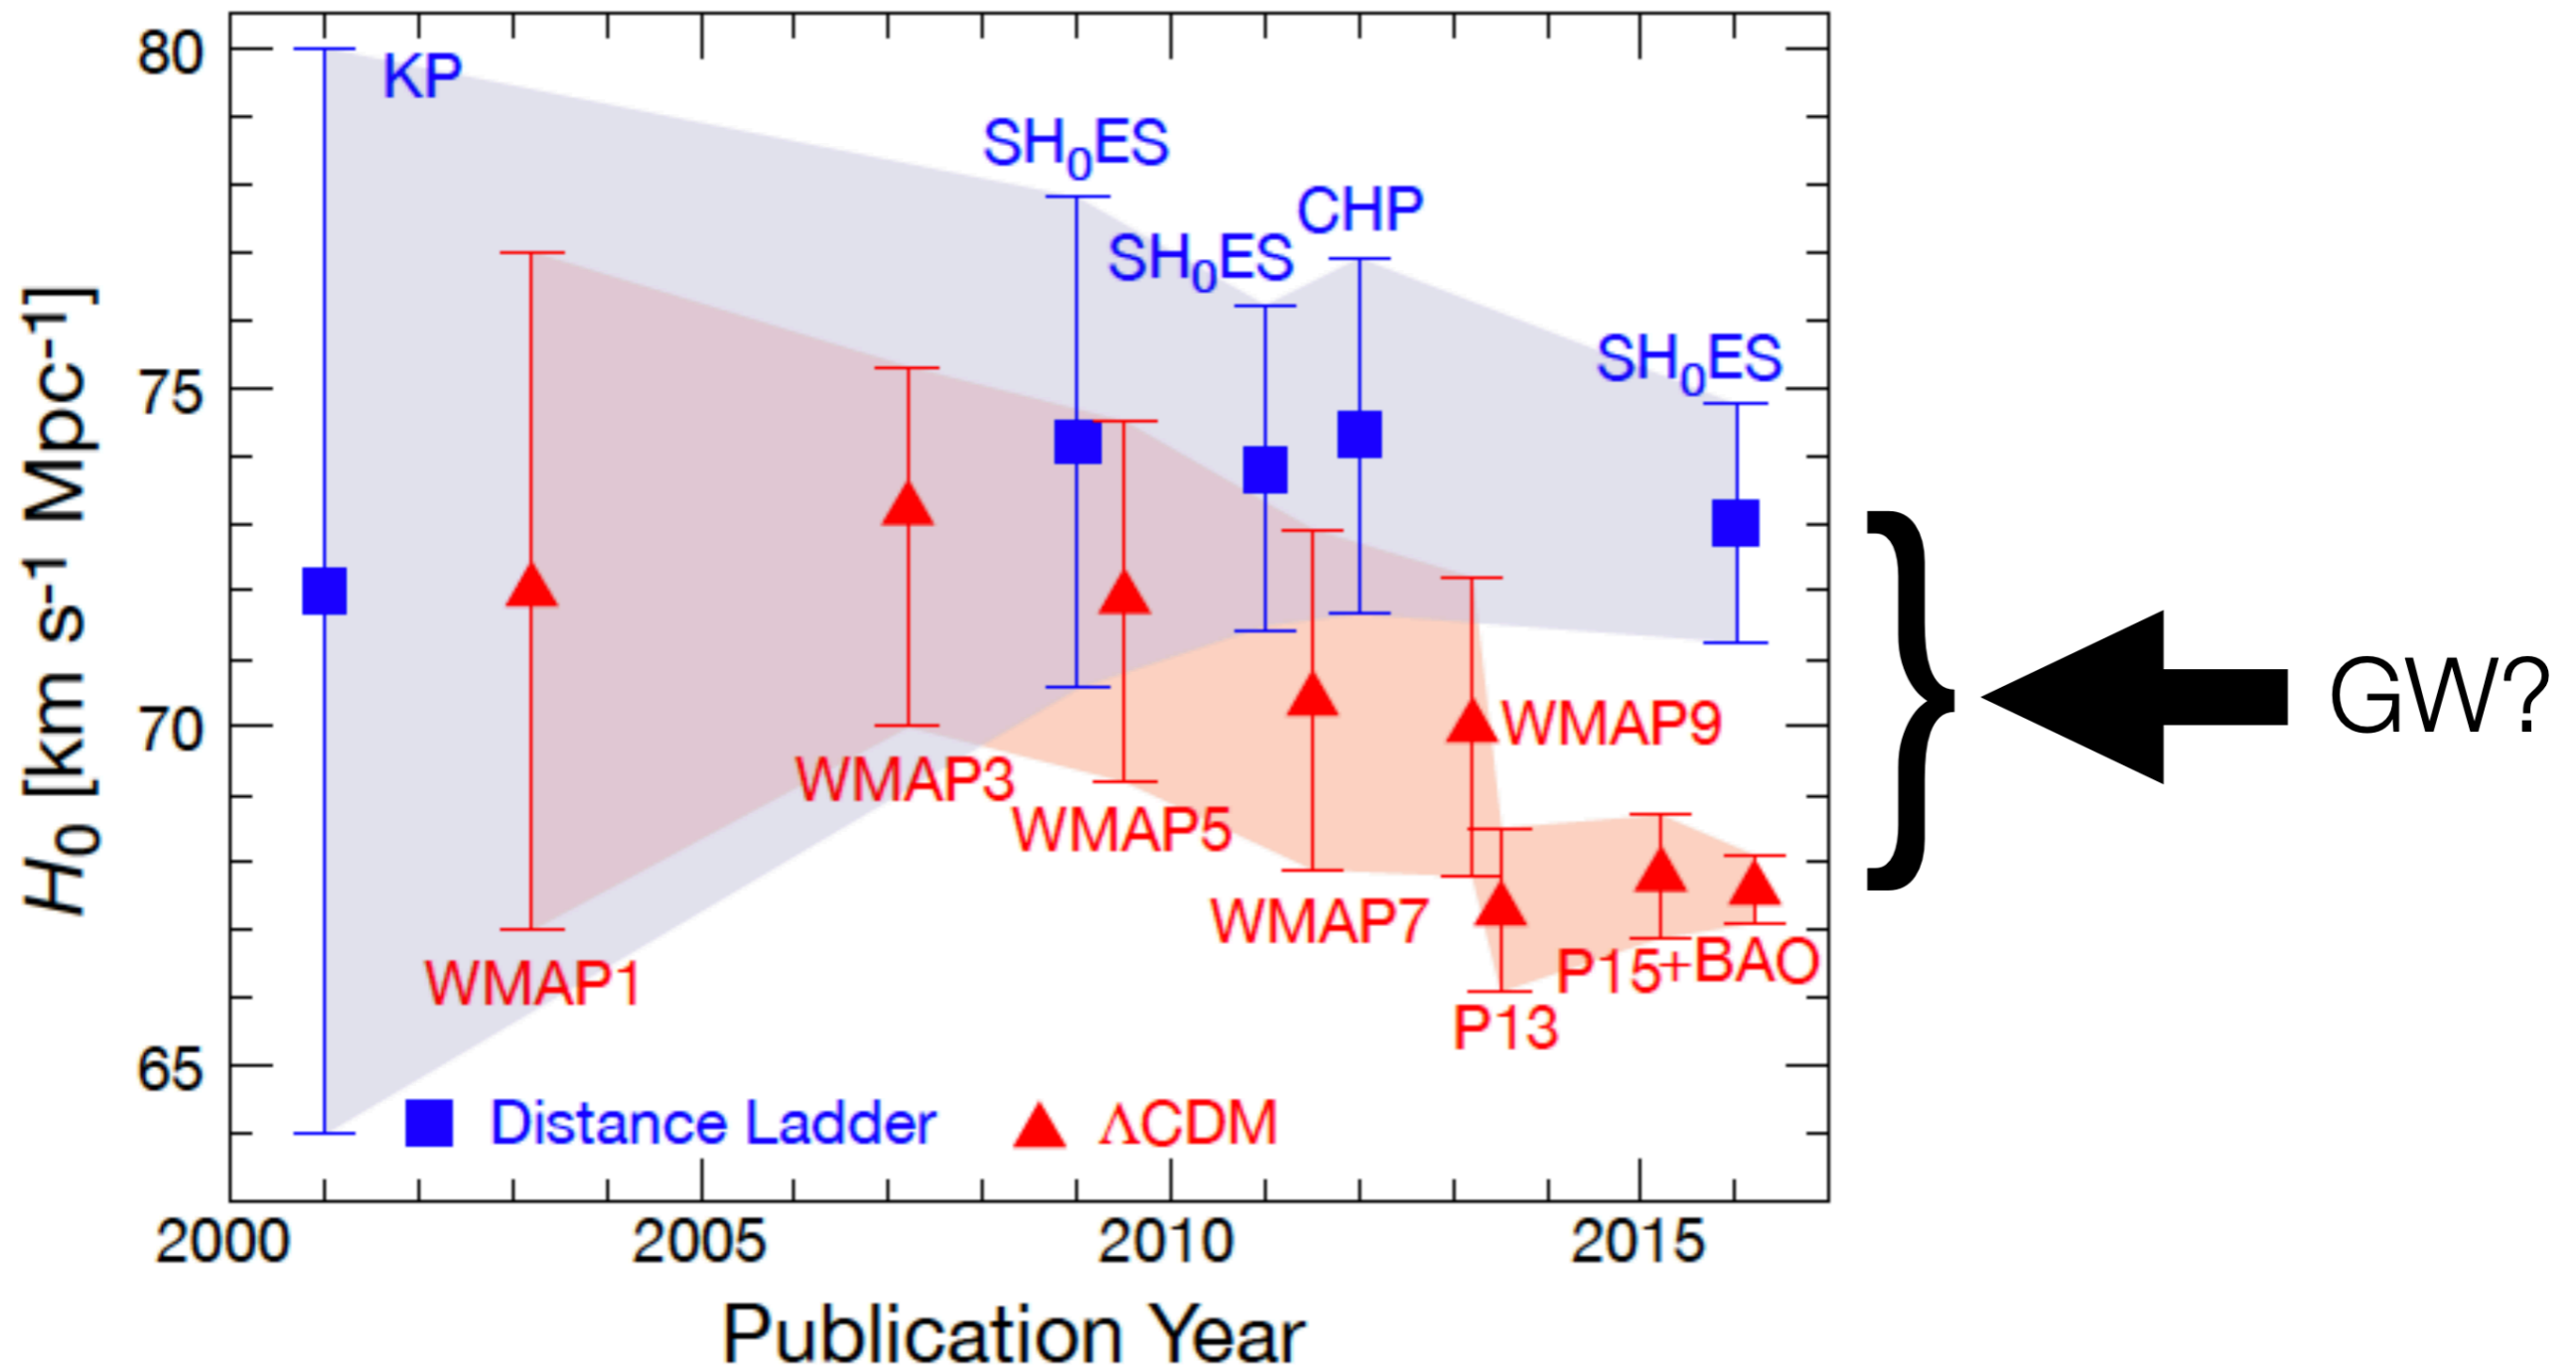 80
KP
SH₀ES
CHP
SH₀ES
SH₀ES
75
H₀ [km s⁻¹ Mpc⁻¹]
70
WMAP9
GW?
WMAP3
WMAP5
WMAP7
P15+BAO
WMAP1
P13
65
Distance Ladder
ΛCDM
2000 2005 2010 2015
Publication Year